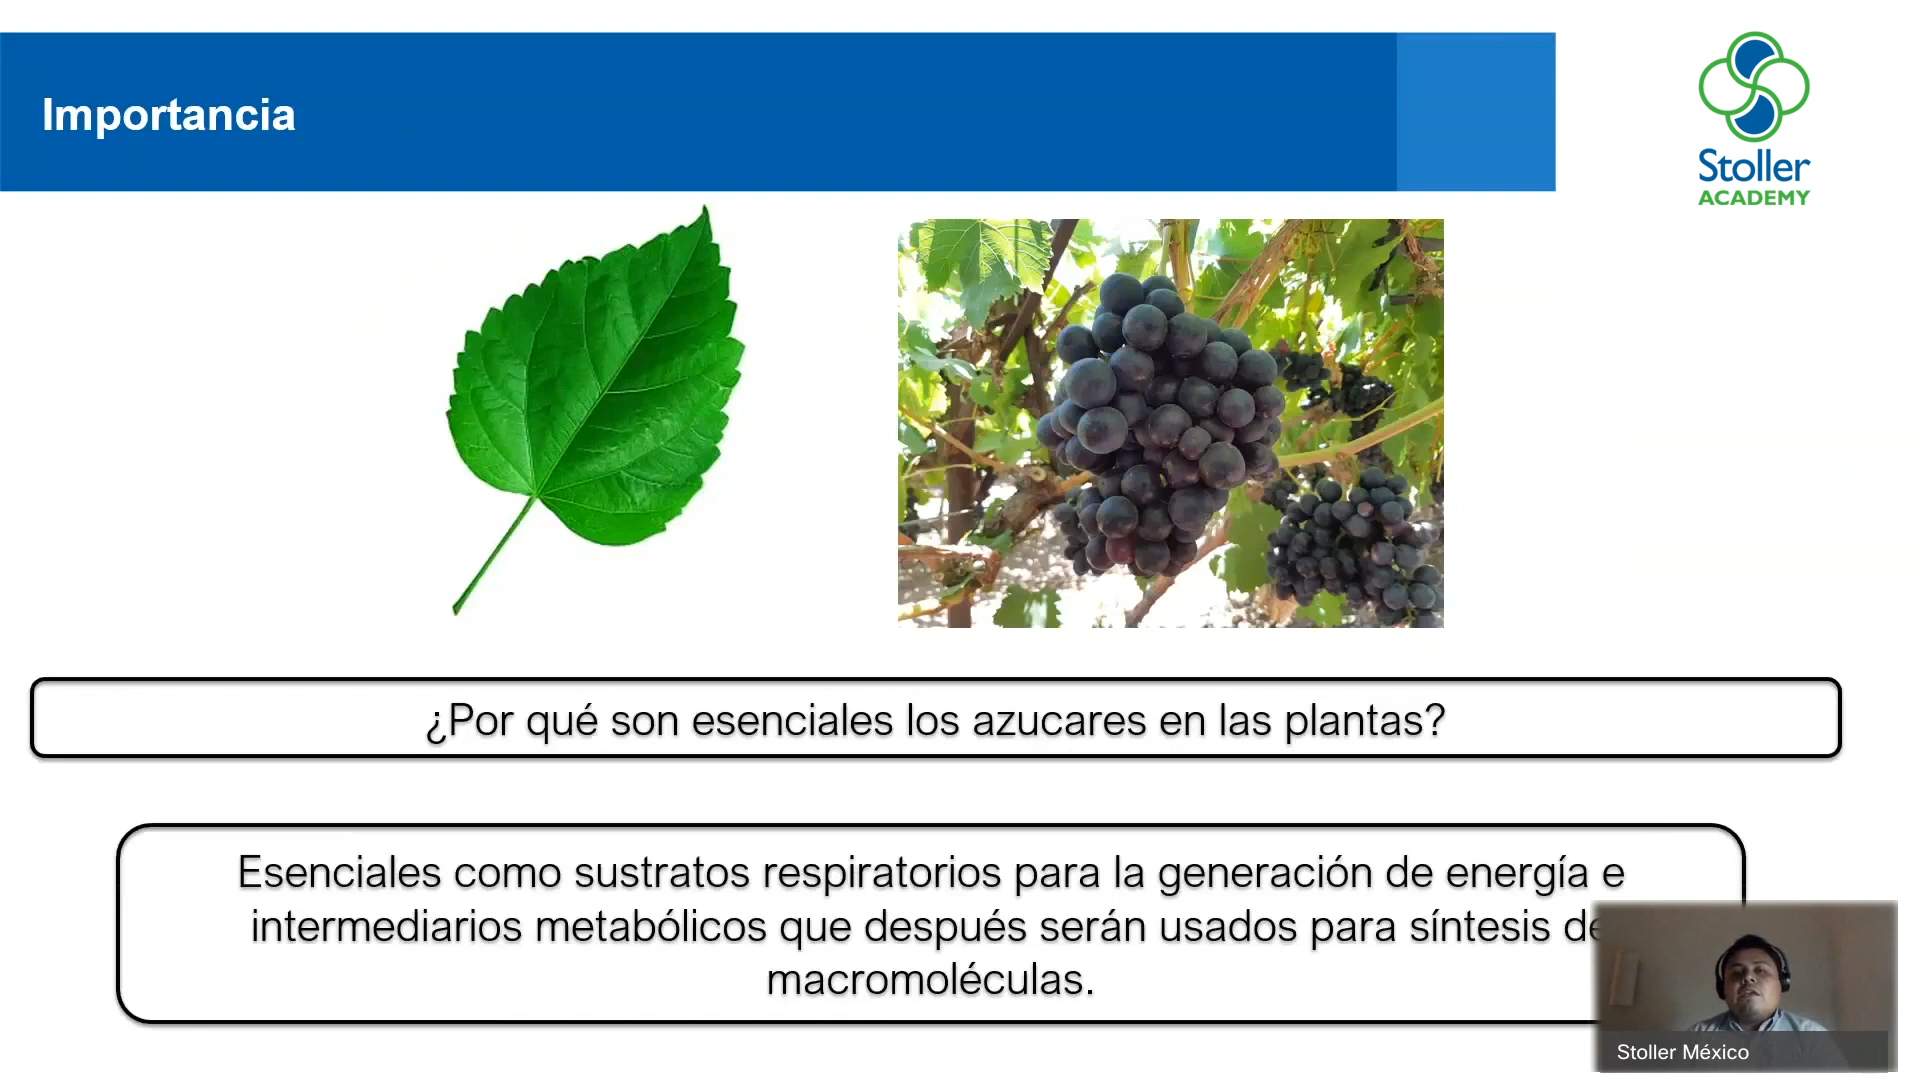 Importancia
Stoller
ACADEMY
¿Por qué son esenciales los azucares en las plantas?
Esenciales como sustratos respiratorios para la generación de energía e
intermediarios metabólicos que después serán usados para síntesis de
macromoléculas.
Stoller México